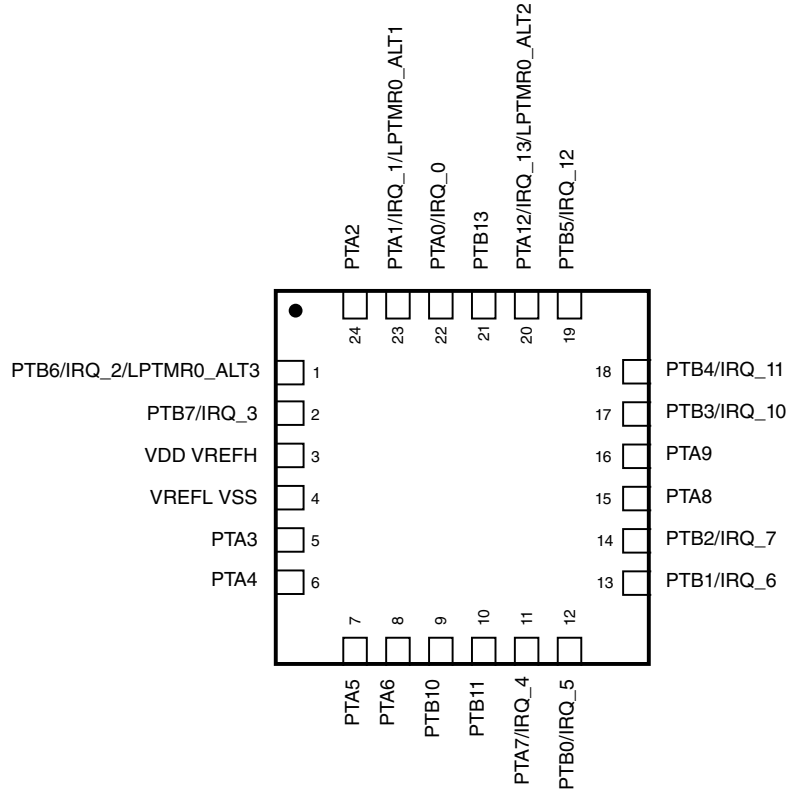 PTA2
PTA1/IRQ_1/LPTMR0_ALT1
PTA0/IRQ_0
PTB13
PTA12/IRQ_13/LPTMR0_ALT2
PTB5/IRQ_12
24
23
22
21
20
19
PTB6/IRQ_2/LPTMR0_ALT3 1
PTB7/IRQ_3 2
VDD VREFH 3
VREFL VSS 4
PTA3 5
PTA4 6
18 PTB4/IRQ_11
17 PTB3/IRQ_10
16 PTA9
15 PTA8
14 PTB2/IRQ_7
13 PTB1/IRQ_6
7
8
9
10
11
12
PTA5
PTA6
PTB10
PTB11
PTA7/IRQ_4
PTB0/IRQ_5